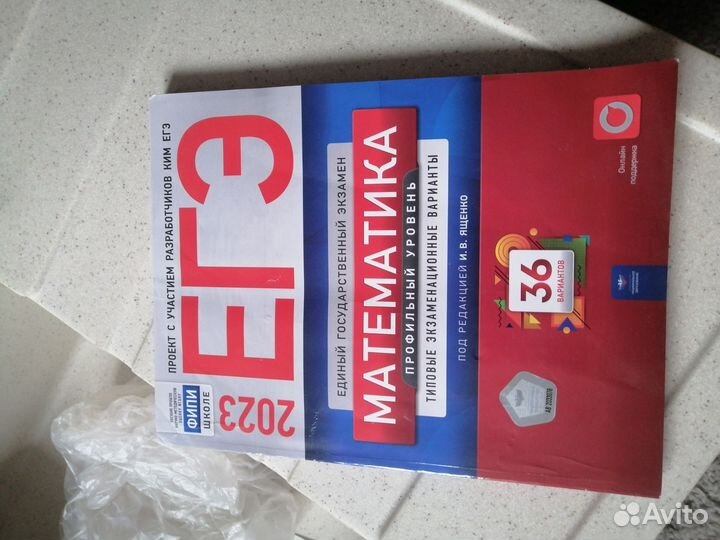 ПРОЕКТ С УЧАСТИЕМ РАЗРАБОТЧИКОВ КИМ ЕГЭ
ФИПИ
ШКОЛЕ
2023
ЕГЭ
ЕДИНЫЙ ГОСУДАРСТВЕННЫЙ ЭКЗАМЕН
МАТЕМАТИКА
ПРОФИЛЬНЫЙ УРОВЕНЬ
ТИПОВЫЕ ЭКЗАМЕНАЦИОННЫЕ ВАРИАНТЫ
ПОД РЕДАКЦИЕЙ И. В. ЯЩЕНКО
36
ВАРИАНТОВ
Онлайн
поддержка
Avito